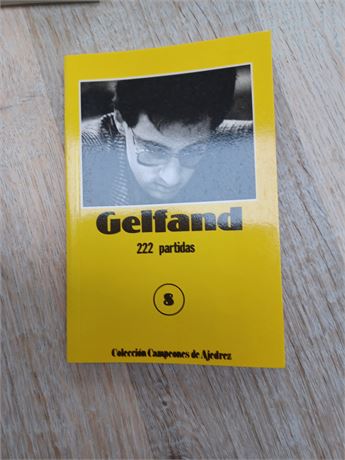 Gelfand
222 partidas
8
Colección Campeones de Ajedrez